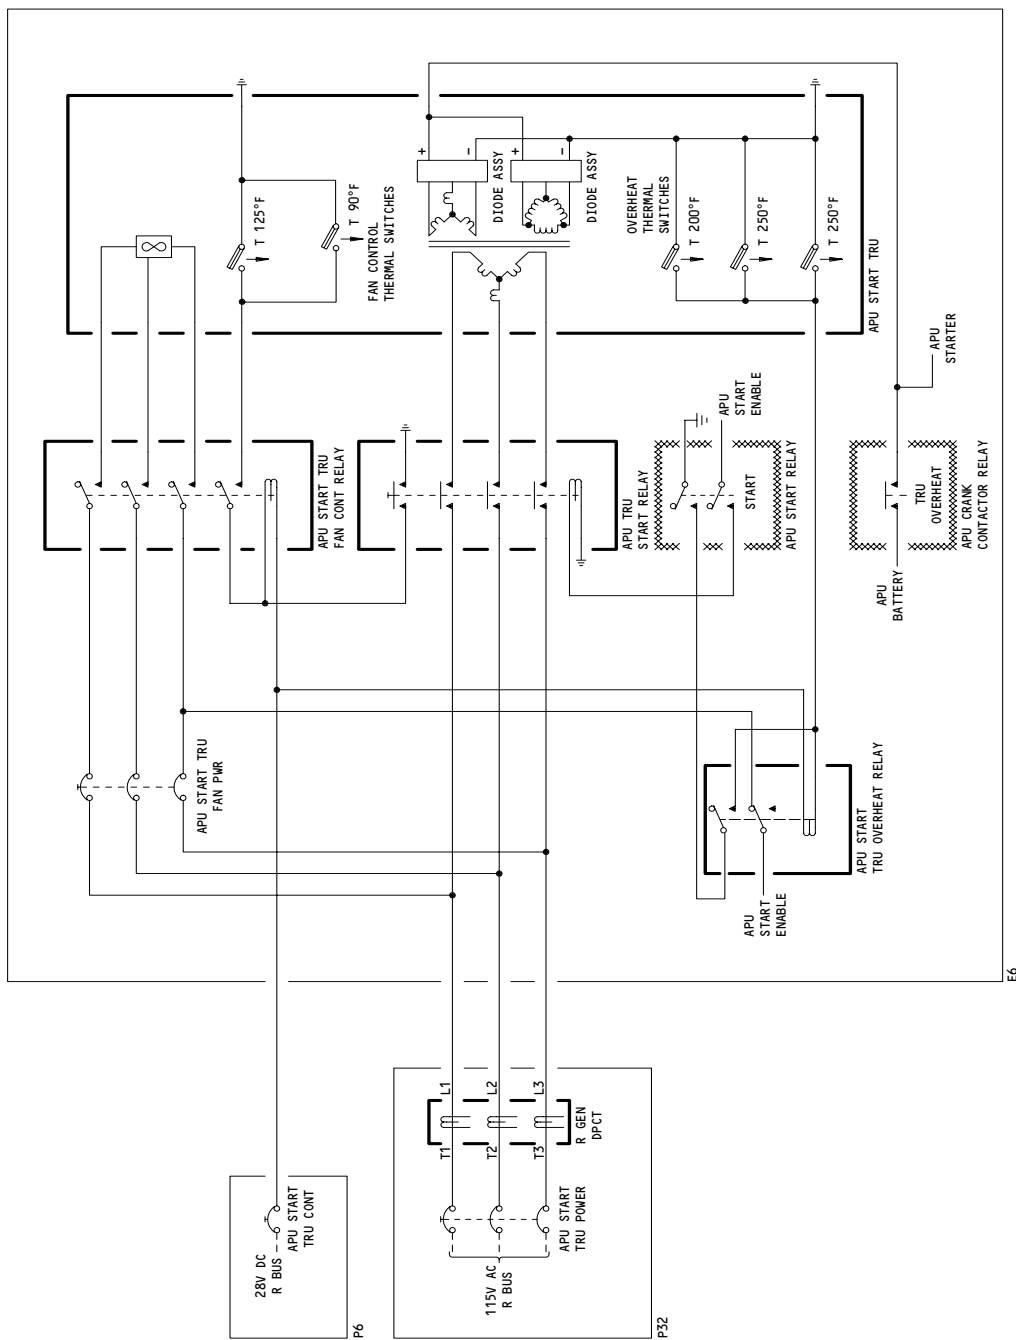 28V DC
R BUS
APU START
TRU CONT
P6
115V AC
R BUS
APU START
TRU POWER
P32
T1
T2
T3
L1
L2
L3
R GEN
DPCT
E6
APU START TRU
FAN PWR
APU
START
ENABLE
APU START
TRU OVERHEAT RELAY
APU START TRU
FAN CONT RELAY
APU TRU
START RELAY
START
APU START RELAY
APU
START
ENABLE
APU
BATTERY
TRU
OVERHEAT
APU CRANK
CONTACTOR RELAY
APU
STARTER
T 125°F
T 90°F
FAN CONTROL
THERMAL SWITCHES
+
-
DIODE ASSY
+
-
DIODE ASSY
OVERHEAT
THERMAL
SWITCHES
T 200°F
T 250°F
T 250°F
APU START TRU